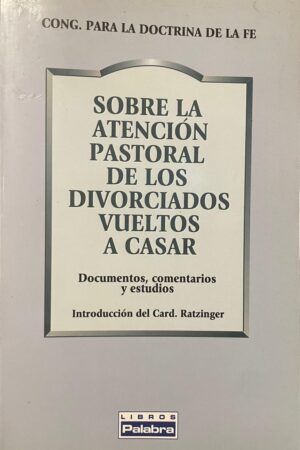 CONG. PARA LA DOCTRINA DE LA FE
SOBRE LA
ATENCIÓN
PASTORAL
DE LOS
DIVORCIADOS
VUELTOS
A CASAR
Documentos, comentarios
y estudios
Introducción del Card. Ratzinger
LIBROS
Palabra